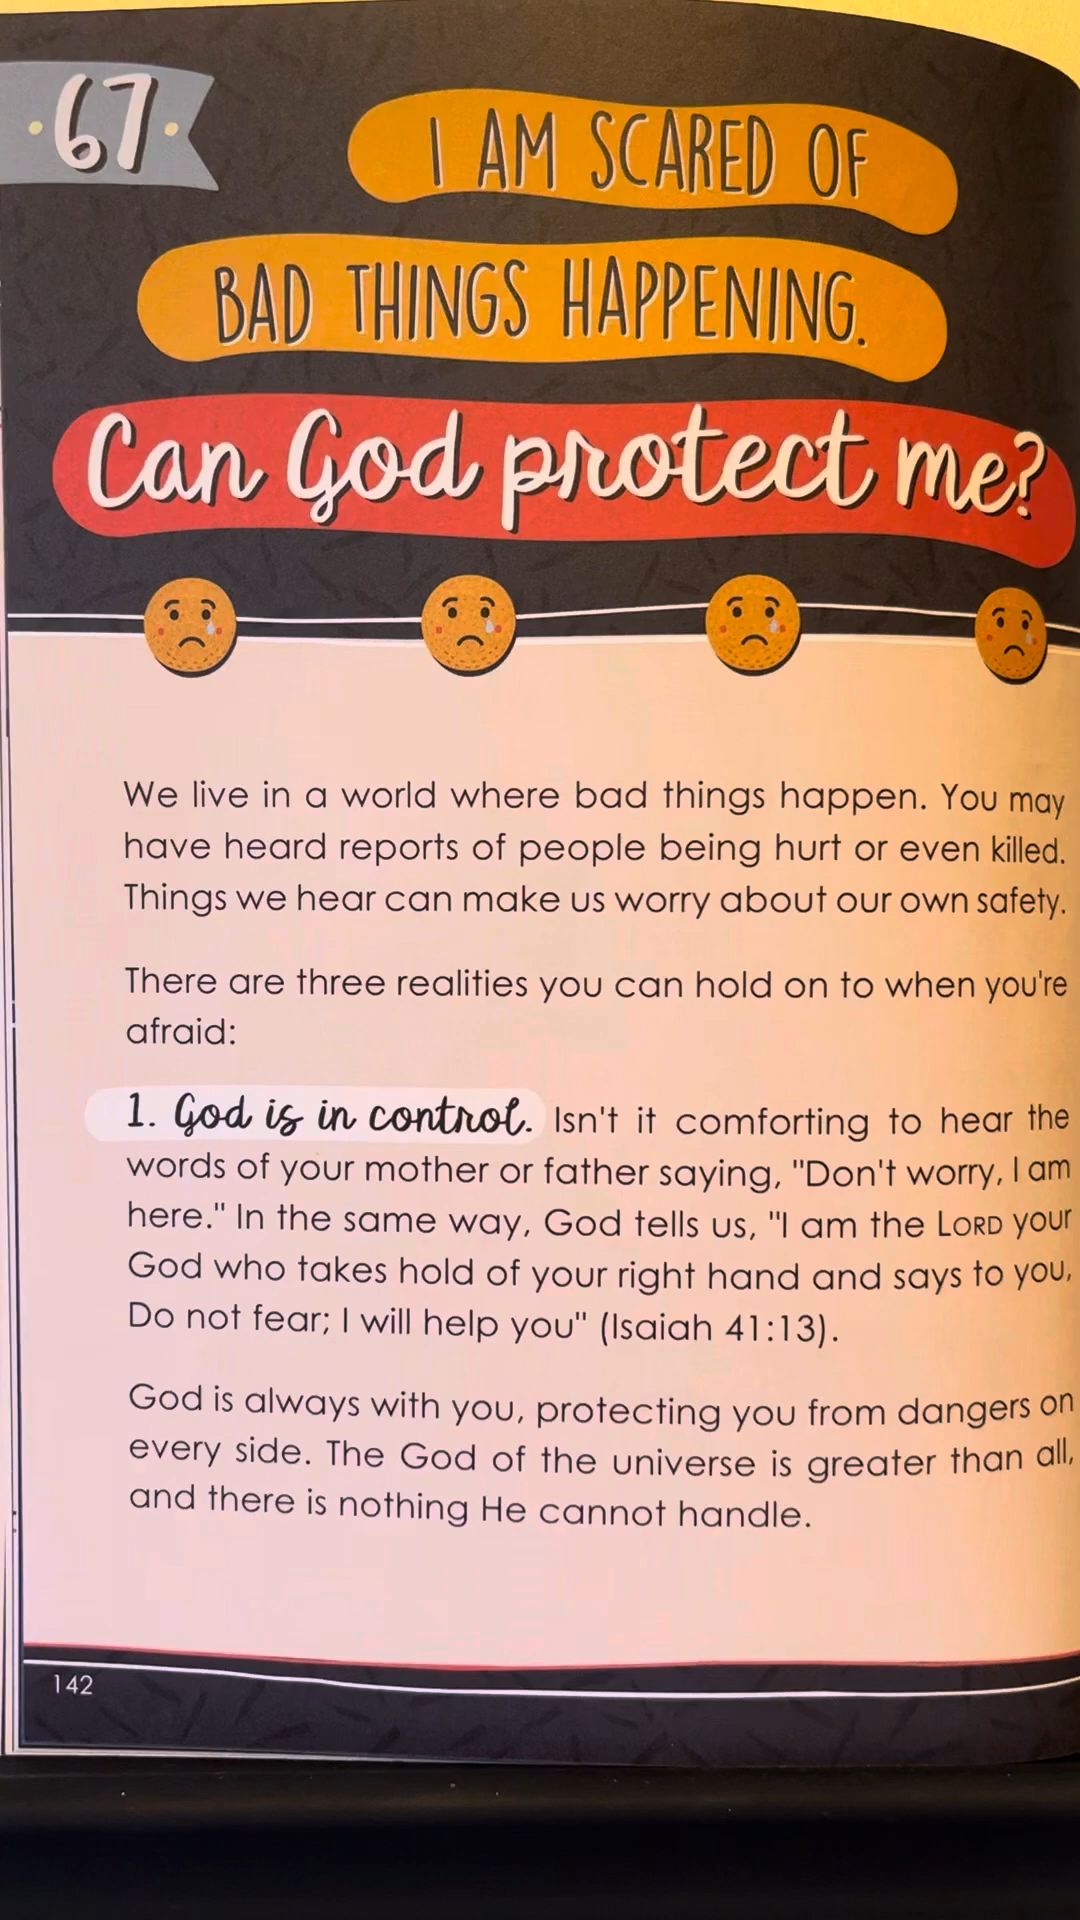 67
I AM SCARED OF
BAD THINGS HAPPENING.
Can God protect me?
We live in a world where bad things happen. You may
have heard reports of people being hurt or even killed.
Things we hear can make us worry about our own safety.
There are three realities you can hold on to when you're
afraid:
1. God is in control. Isn't it comforting to hear the
words of your mother or father saying, "Don't worry, I am
here." In the same way, God tells us, "I am the LORD your
God who takes hold of your right hand and says to you,
Do not fear; I will help you" (Isaiah 41:13).
God is always with you, protecting you from dangers on
every side. The God of the universe is greater than all,
and there is nothing He cannot handle.
142